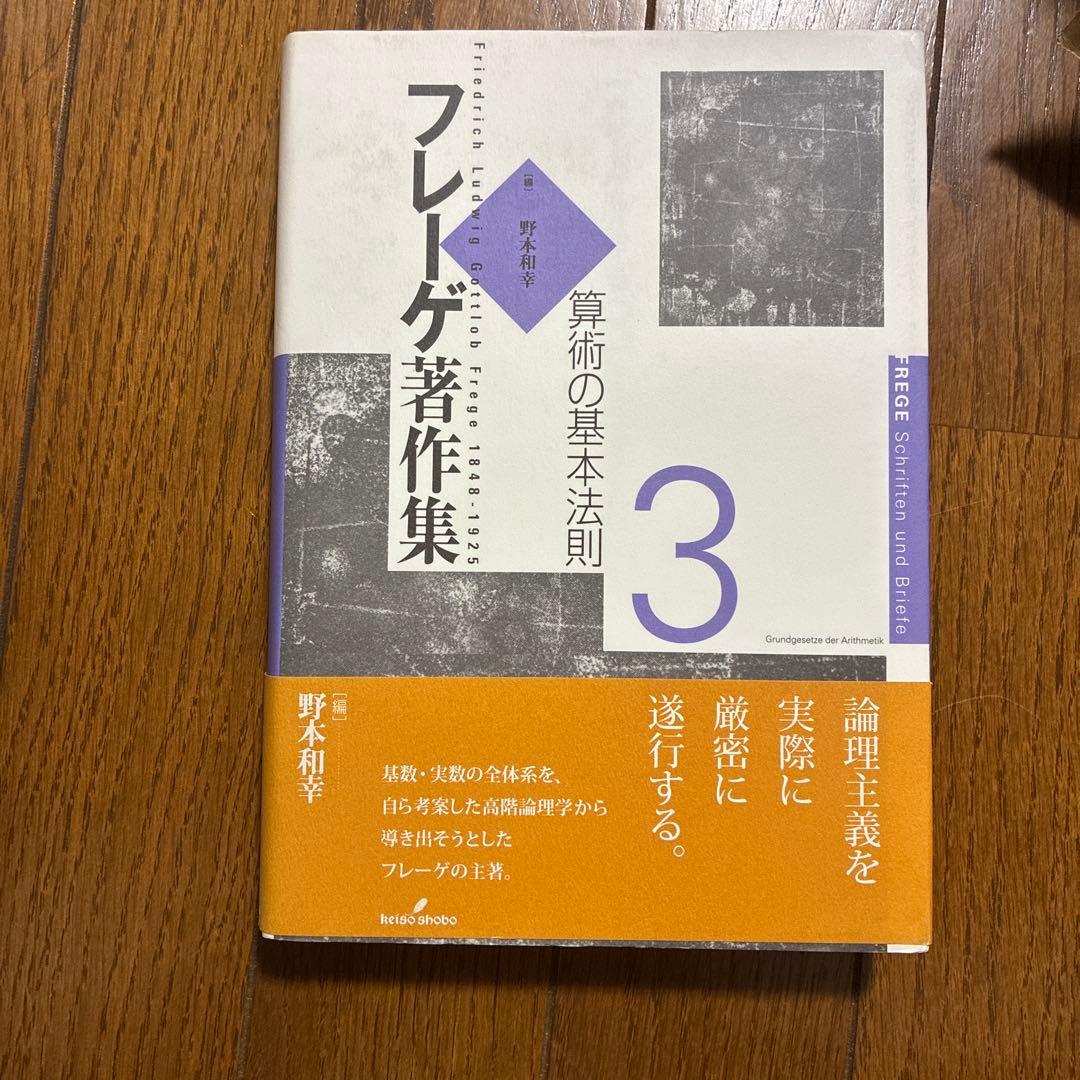 フレーゲ著作集
Friedrich Ludwig Gottlob Frege 1848-1925
[編]
野本和幸
算術の基本法則
3
Grundgesetze der Arithmetik
FREGE Schriften und Briefe
論理主義を
実際に
厳密に
遂行する。
基数・実数の全体系を、
自ら考案した高階論理学から
導き出そうとした
フレーゲの主著。
[編]
野本和幸
keiso shobo